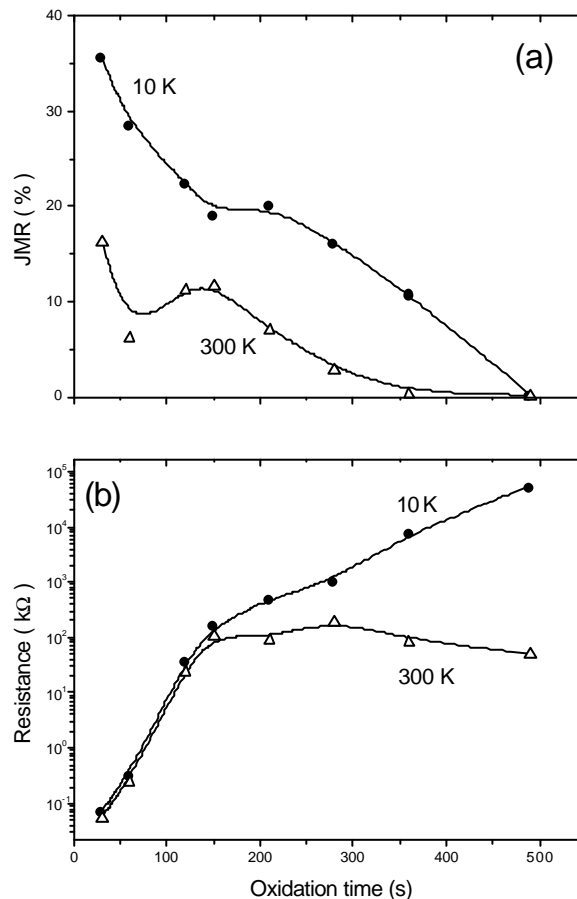 40
(a)
10 K
30
JMR ( % )
20
10
300 K
0
10⁵
(b)
10 K
10⁴
10³
Resistance ( kΩ )
10²
300 K
10¹
10⁰
10⁻¹
0 100 200 300 400 500
Oxidation time (s)